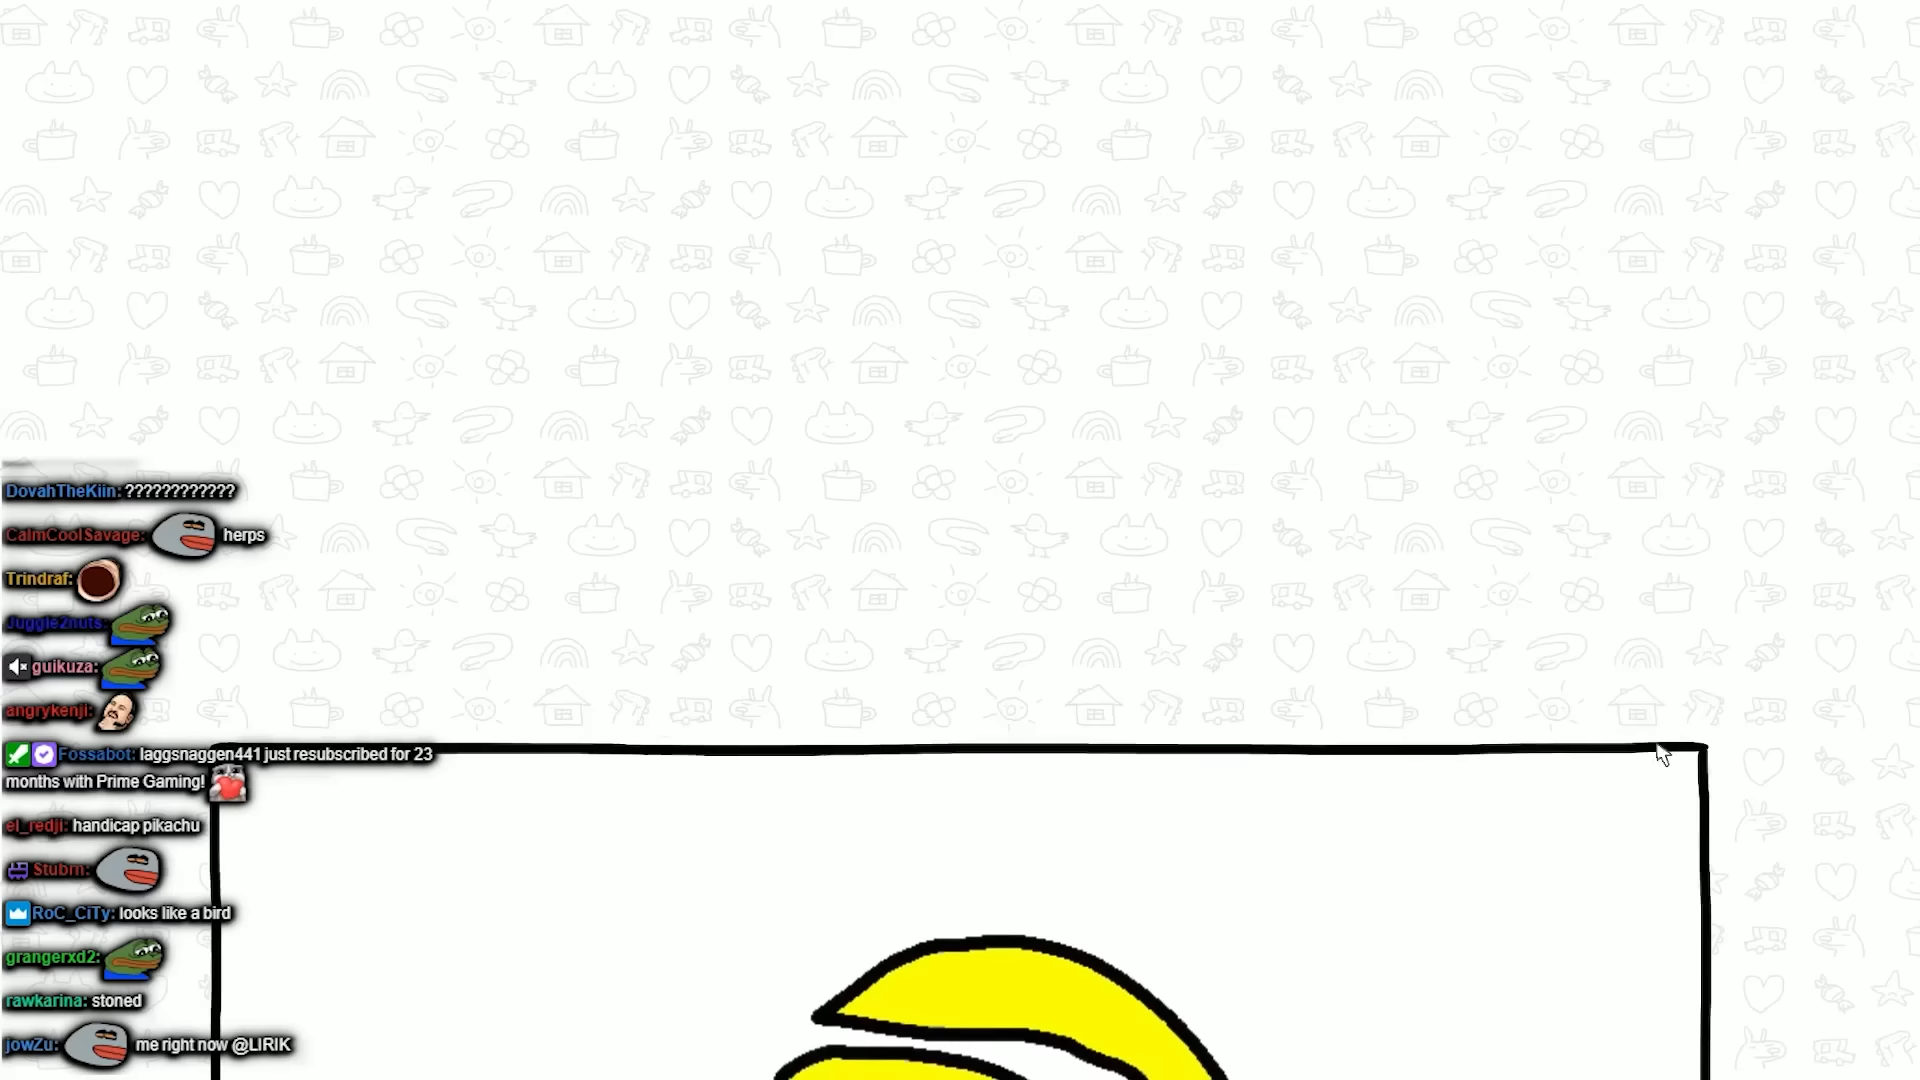 DovahTheKiin: ????????????
CalmCoolSavage: herps
Trindraf:
Juggle2nuts:
guikuza:
angrykenji:
Fossabot: laggsnaggen441 just resubscribed for 23
months with Prime Gaming!
el_redji: handicap pikachu
Stubrn:
RoC_CiTy: looks like a bird
grangerxd2:
rawkarina: stoned
jowZu: me right now @LIRIK